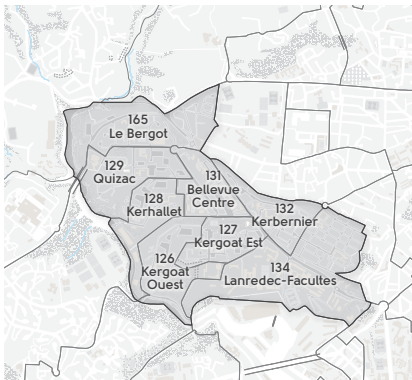 165
Le Bergot
129
Quizac
131
Bellevue
Centre
128
Kerhallet
132
Kerbernier
127
Kergoat Est
126
Kergoat
Ouest
134
Lanredec-Facultes